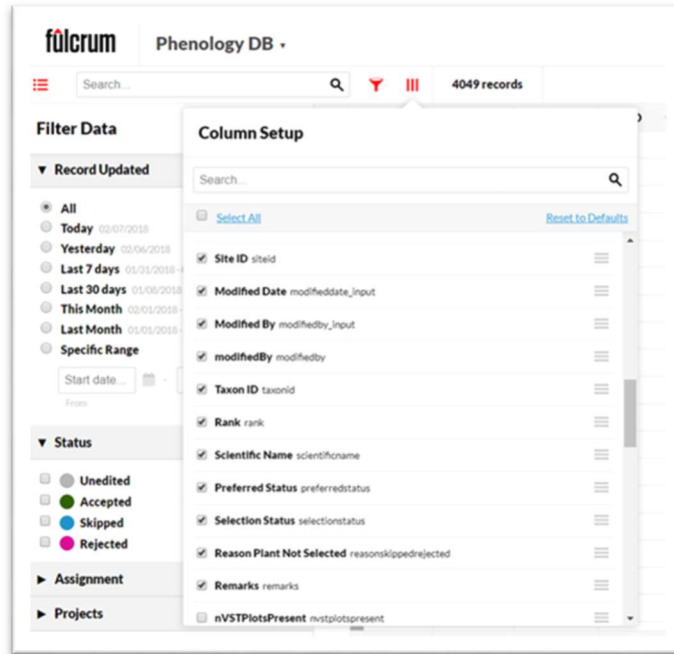 fulcrum
Phenology DB
Search...
4049 records
Filter Data
Record Updated
All
Today 02/07/2018
Yesterday 02/06/2018
Last 7 days 01/31/2018 -
Last 30 days 01/08/2018
This Month 02/01/2018 -
Last Month 01/01/2018 -
Specific Range
Start date...
From
Status
Unedited
Accepted
Skipped
Rejected
Assignment
Projects
Column Setup
Search...
Select All
Reset to Defaults
Site ID siteid
Modified Date modifieddate_input
Modified By modifiedby_input
modifiedBy modifiedby
Taxon ID taxonid
Rank rank
Scientific Name scientificname
Preferred Status preferredstatus
Selection Status selectionstatus
Reason Plant Not Selected reasonskippedrejected
Remarks remarks
nVSTPlotsPresent nvstplotspresent